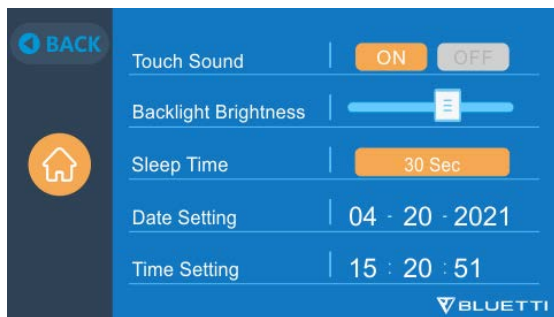 BACK
Touch Sound ON OFF
Backlight Brightness
Sleep Time 30 Sec
Date Setting 04 - 20 - 2021
Time Setting 15 : 20 : 51
BLUETTI